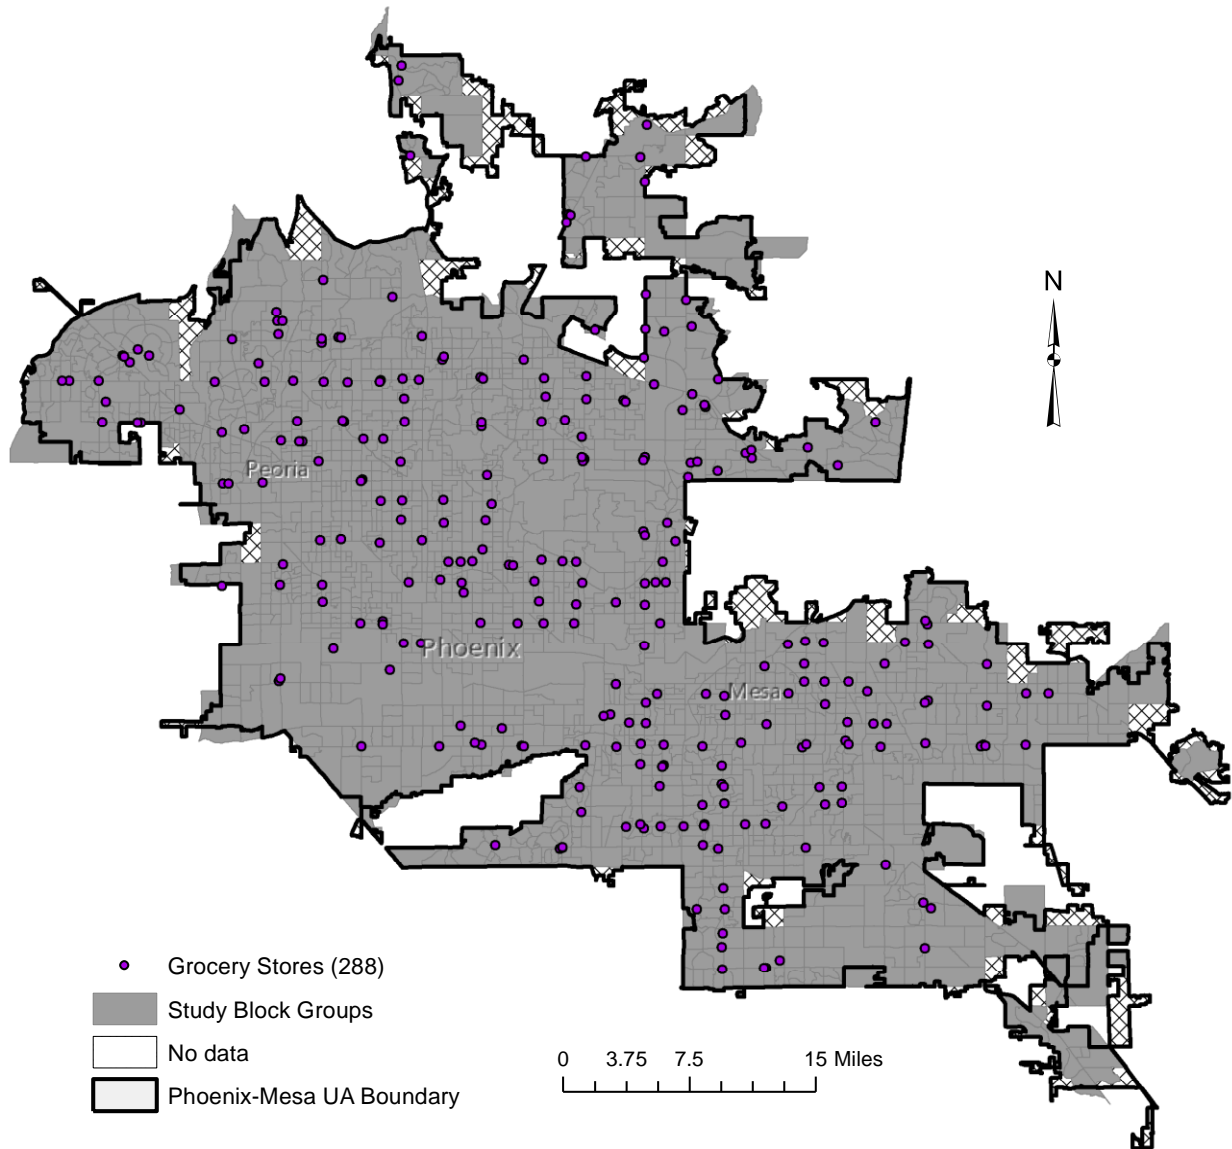 N
Peoria
Phoenix
Mesa
Grocery Stores (288)
Study Block Groups
No data
Phoenix-Mesa UA Boundary
0 3.75 7.5 15 Miles